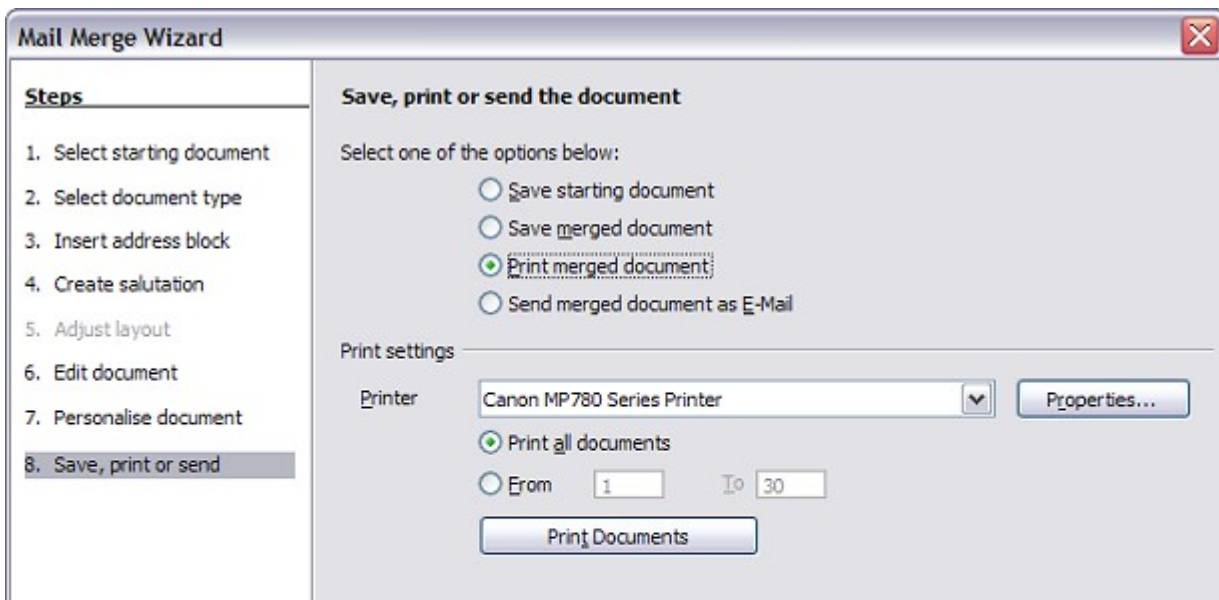 Mail Merge Wizard
Steps
1. Select starting document
2. Select document type
3. Insert address block
4. Create salutation
5. Adjust layout
6. Edit document
7. Personalise document
8. Save, print or send
Save, print or send the document
Select one of the options below:
Save starting document
Save merged document
Print merged document
Send merged document as E-Mail
Print settings
Printer Canon MP780 Series Printer Properties...
Print all documents
From 1 To 30
Print Documents